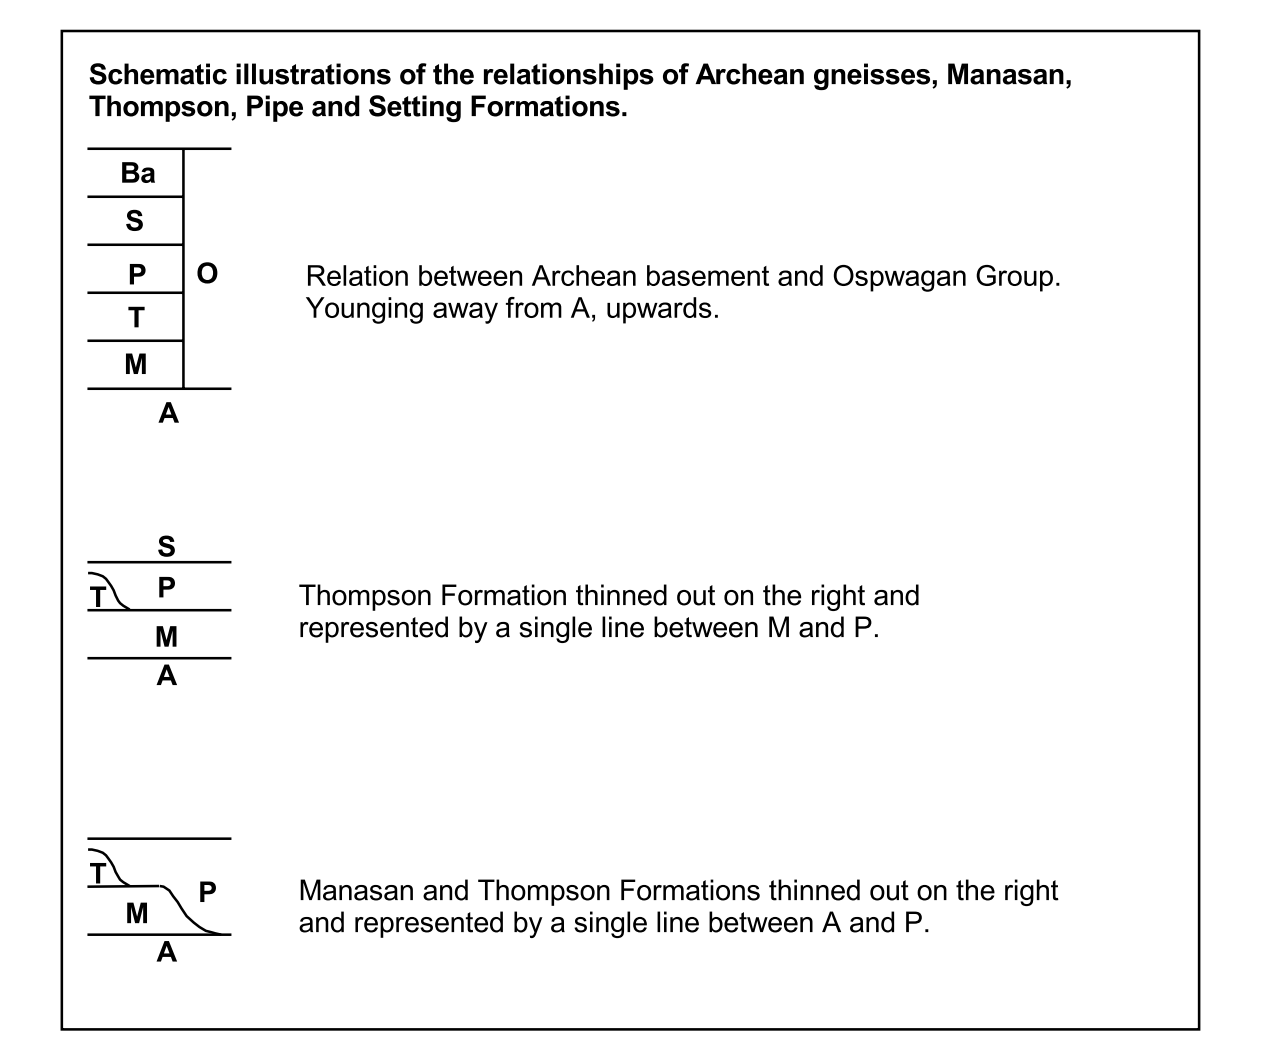 Schematic illustrations of the relationships of Archean gneisses, Manasan,
Thompson, Pipe and Setting Formations.
Ba
S
P
O
T
M
A
Relation between Archean basement and Ospwagan Group.
Younging away from A, upwards.
S
P
T
M
A
Thompson Formation thinned out on the right and
represented by a single line between M and P.
T
P
M
A
Manasan and Thompson Formations thinned out on the right
and represented by a single line between A and P.